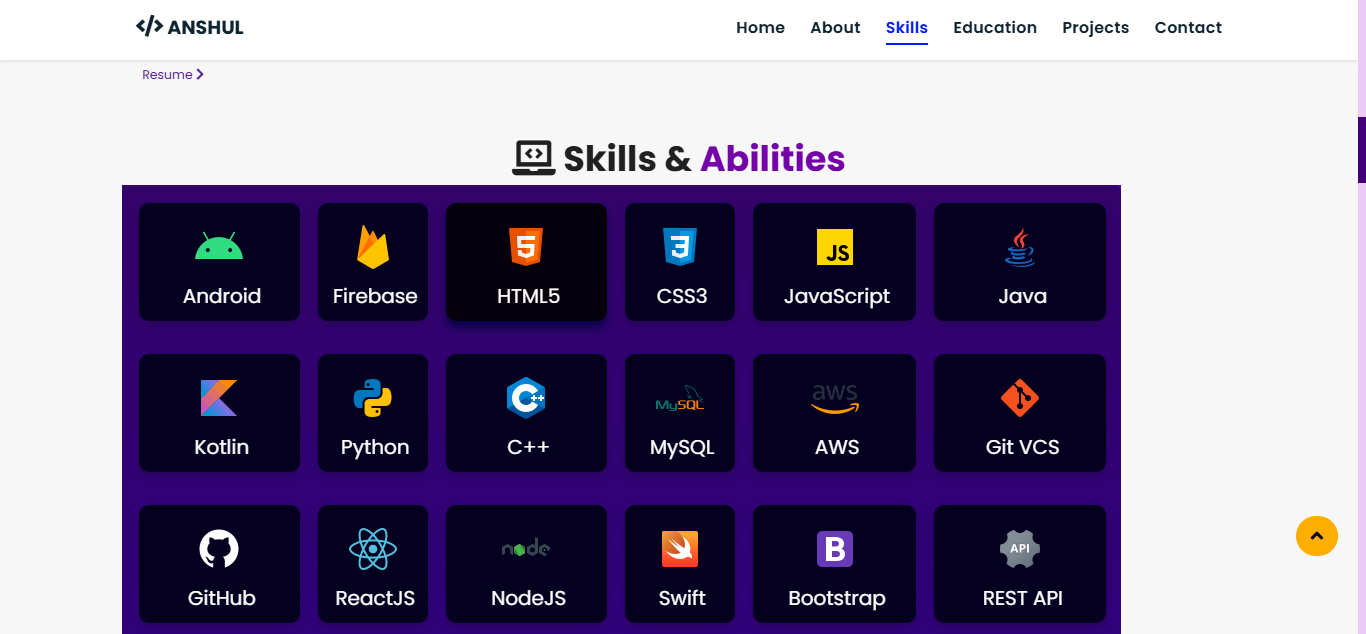 </> ANSHUL Home About Skills Education Projects Contact
Resume
Skills & Abilities
5 3 JS
Android Firebase HTML5 CSS3 JavaScript Java
C++ MySQL aws
Kotlin Python C++ MySQL AWS Git VCS
node B API
GitHub ReactJS NodeJS Swift Bootstrap REST API